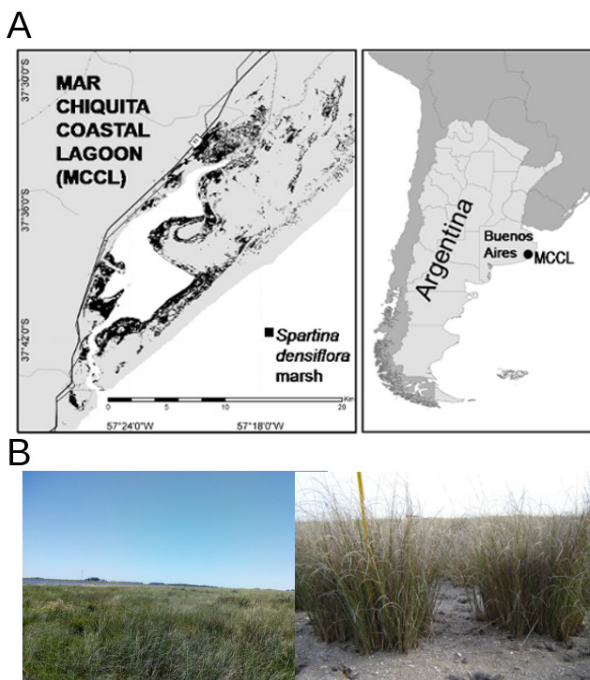 A
MAR
CHIQUITA
COASTAL
LAGOON
(MCCL)
37°30'0"S
37°36'0"S
37°42'0"S
Spartina
densiflora
marsh
0 5 10 20 Km
57°24'0"W 57°18'0"W
Argentina
Buenos
Aires
MCCL
B